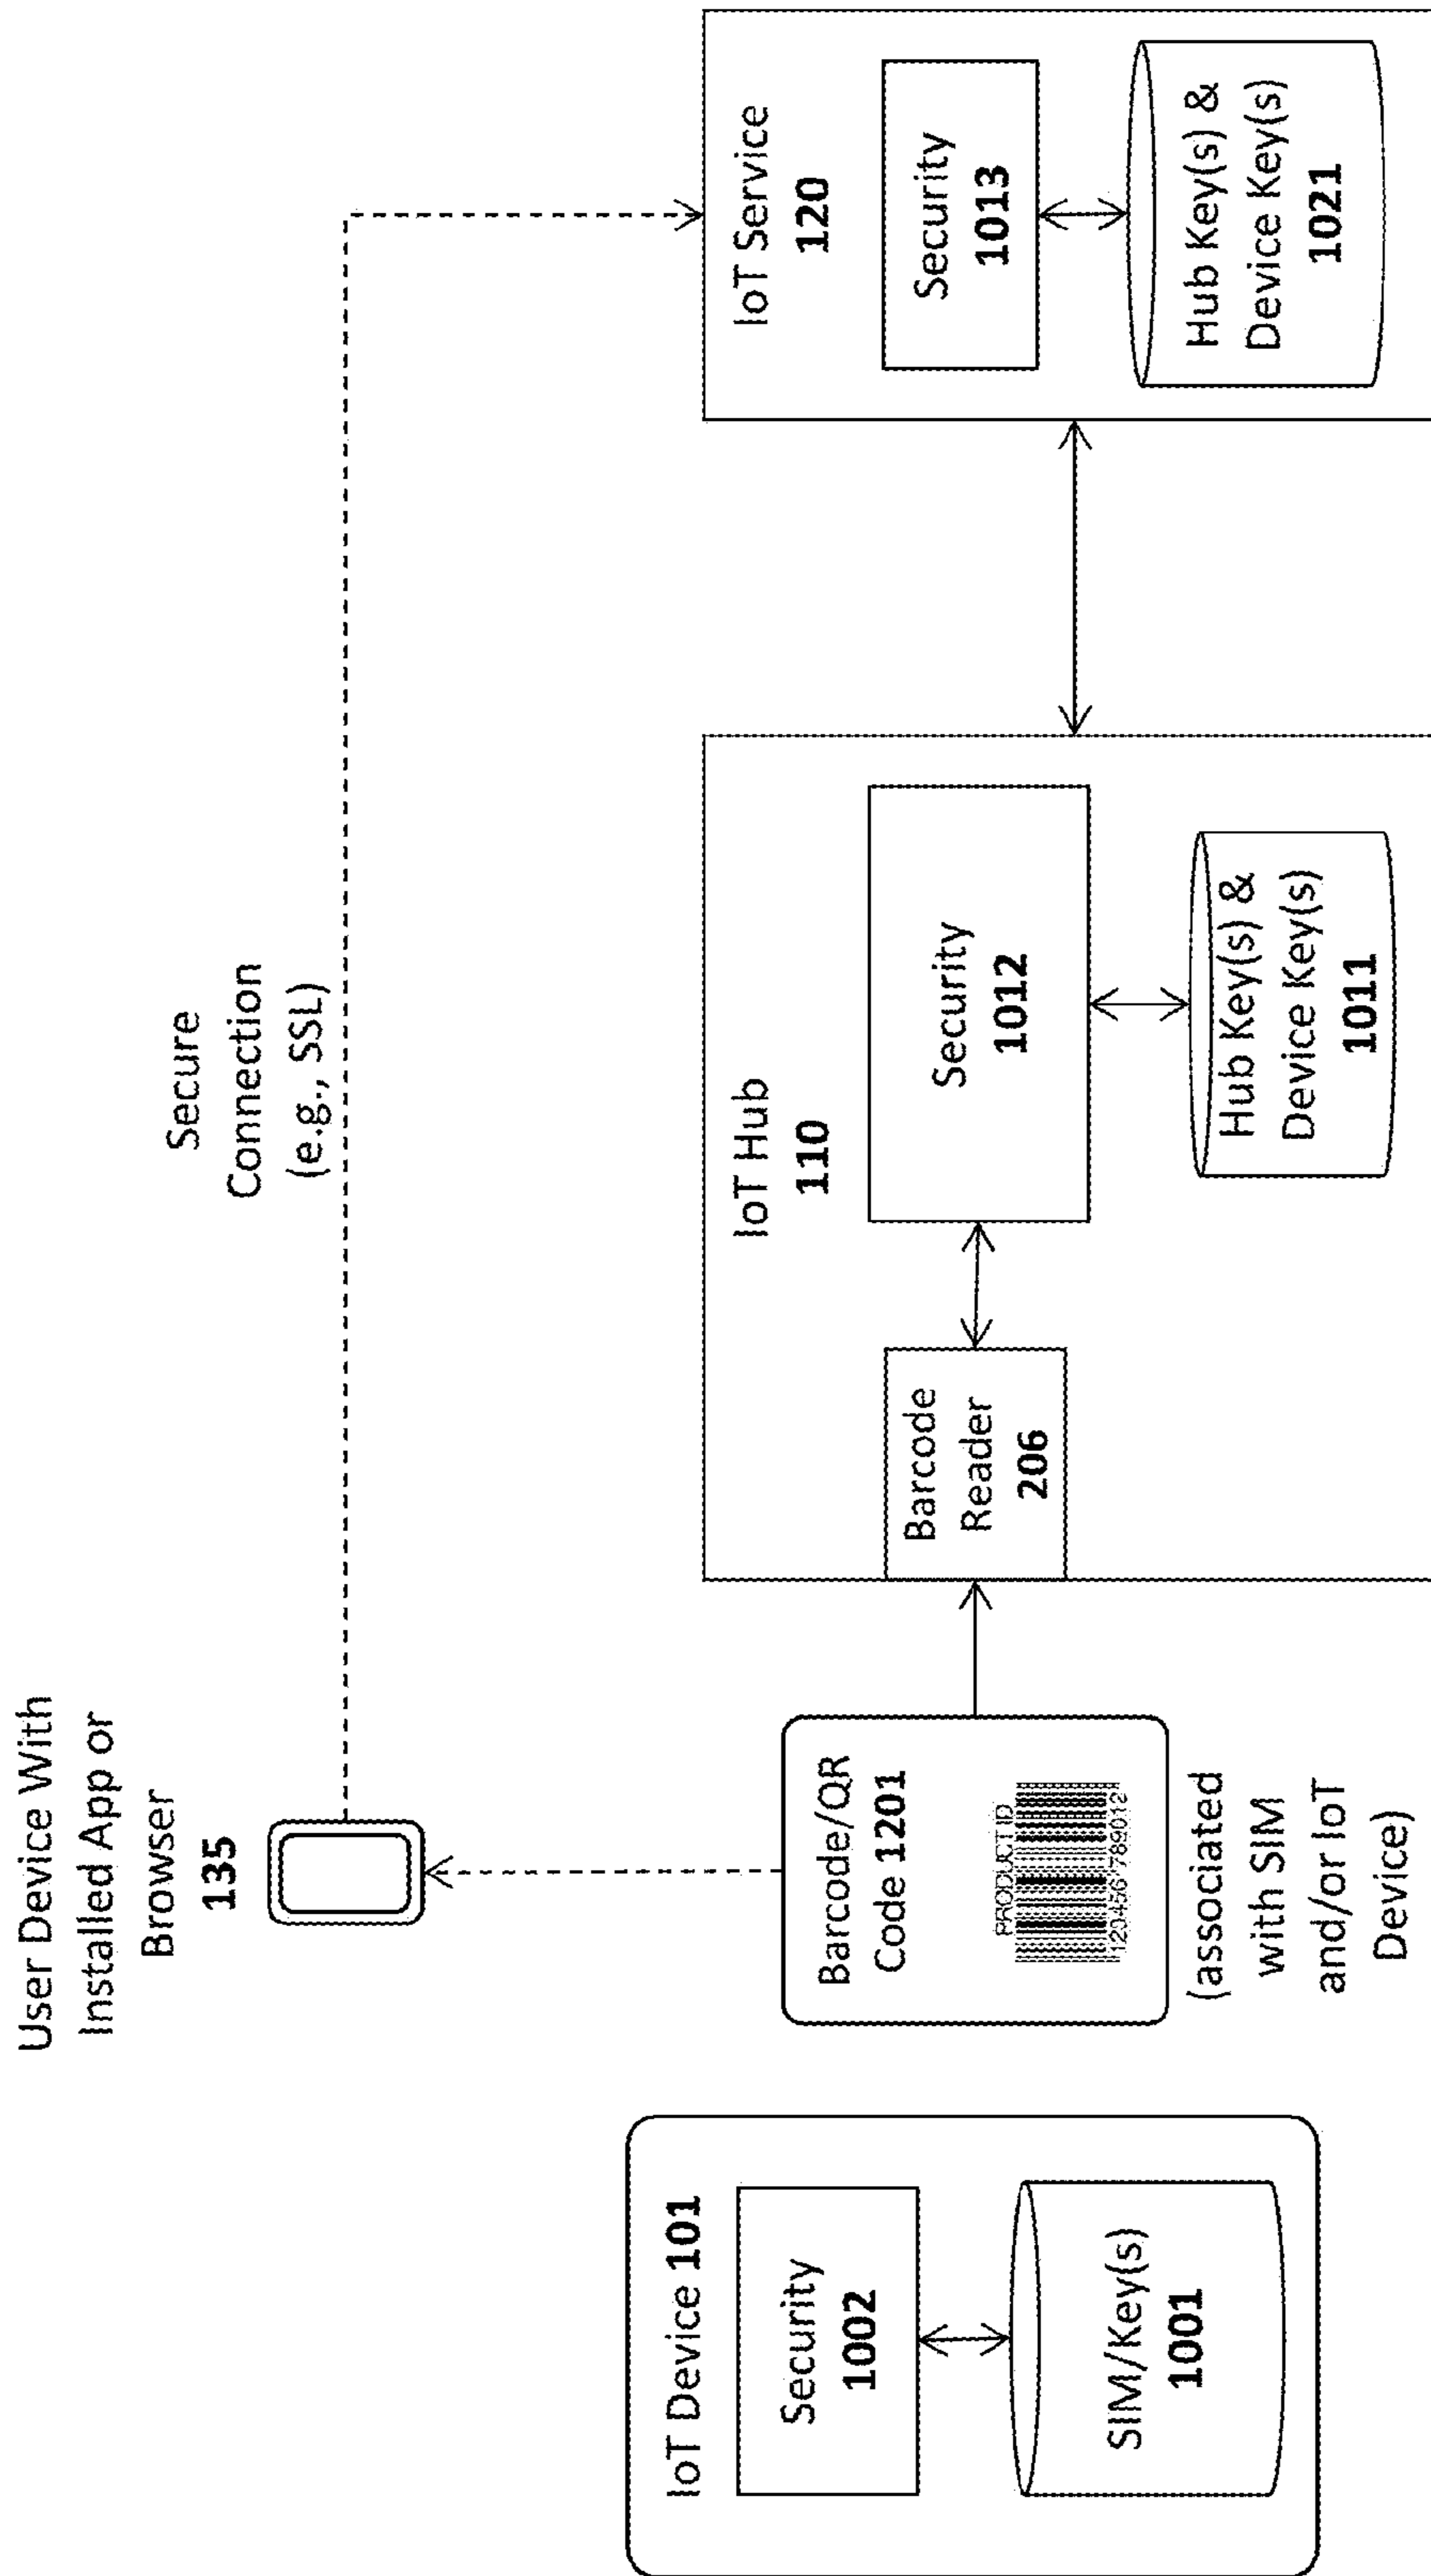 User Device With
Installed App or
Browser
135
Secure
Connection
(e.g., SSL)
IoT Device 101
Security
1002
SIM/Key(s)
1001
Barcode/QR
Code 1201
PRODUCT ID
123456 789012
(associated
with SIM
and/or IoT
Device)
IoT Hub
110
Barcode
Reader
206
Security
1012
Hub Key(s) &
Device Key(s)
1011
IoT Service
120
Security
1013
Hub Key(s) &
Device Key(s)
1021